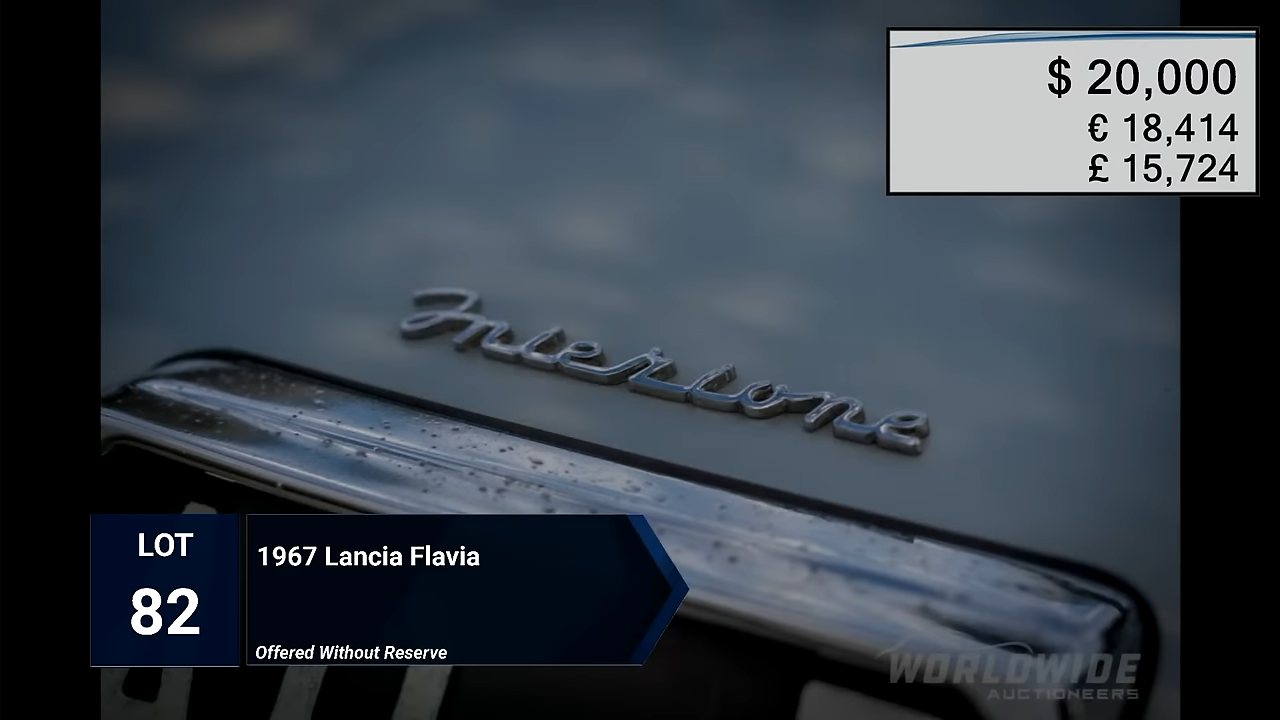 $ 20,000
€ 18,414
£ 15,724
Iniezione
LOT
82
1967 Lancia Flavia
Offered Without Reserve
WORLDWIDE
AUCTIONEERS